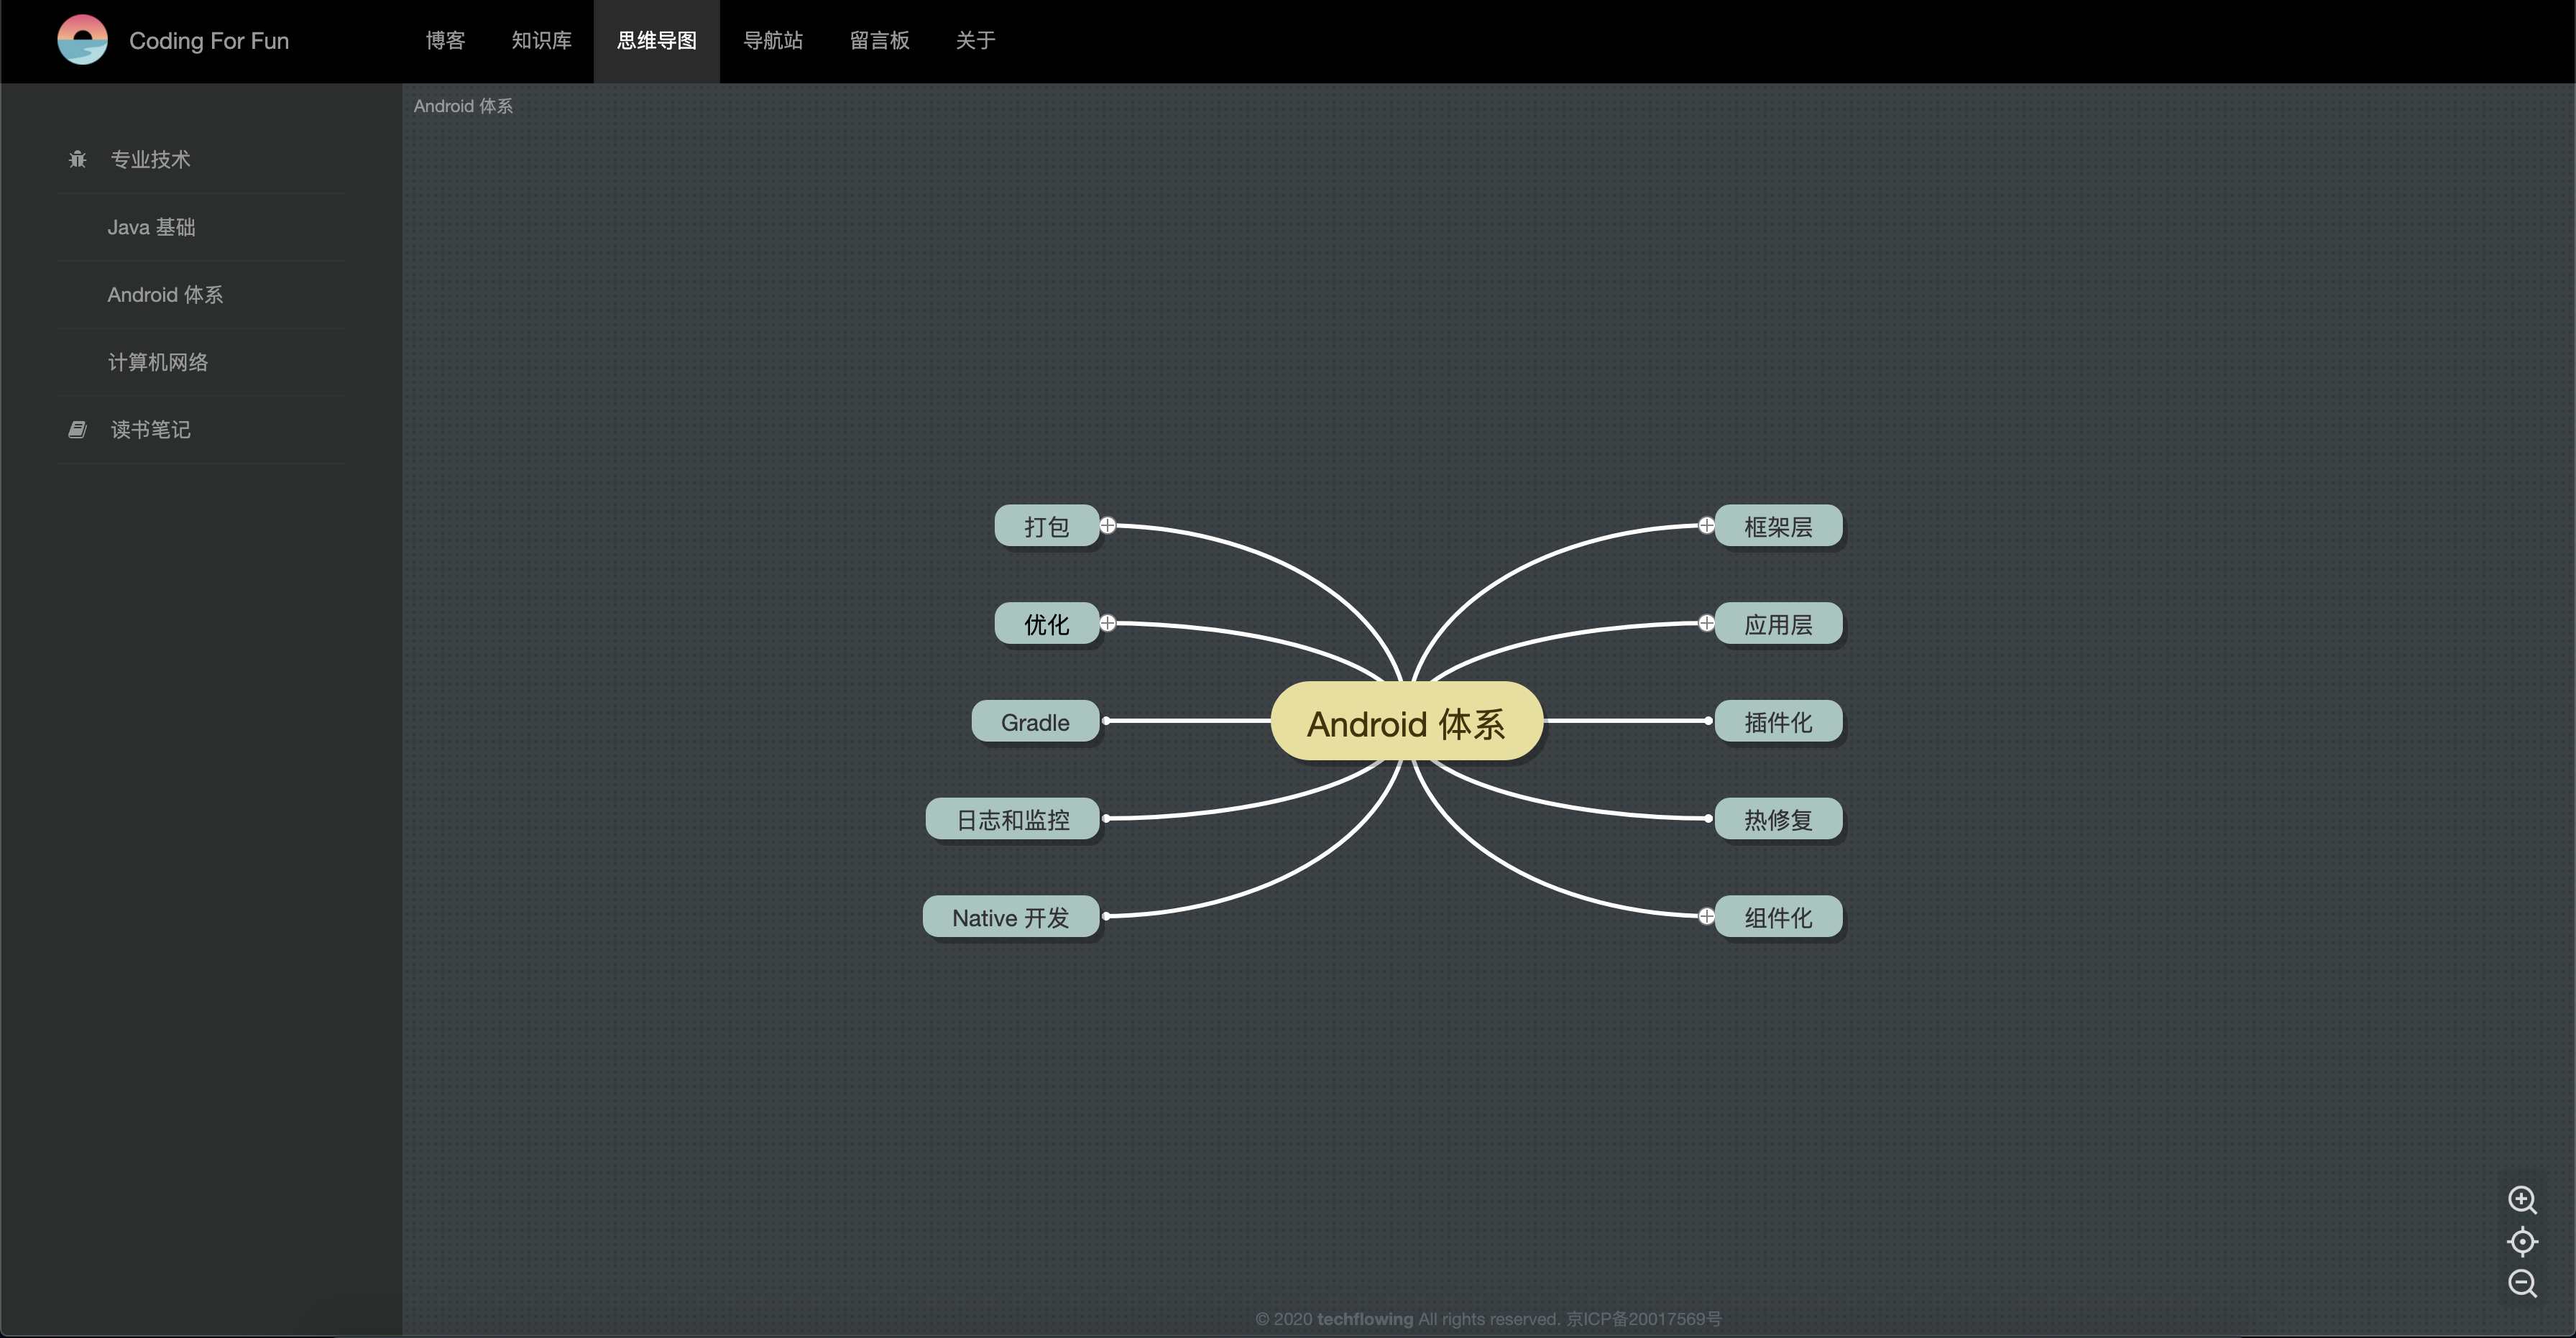 Coding For Fun
博客
知识库
思维导图
导航站
留言板
关于
专业技术
Java 基础
Android 体系
计算机网络
读书笔记
Android 体系
打包
优化
Gradle
日志和监控
Native 开发
Android 体系
框架层
应用层
插件化
热修复
组件化
© 2020 techflowing All rights reserved. 京ICP备20017569号